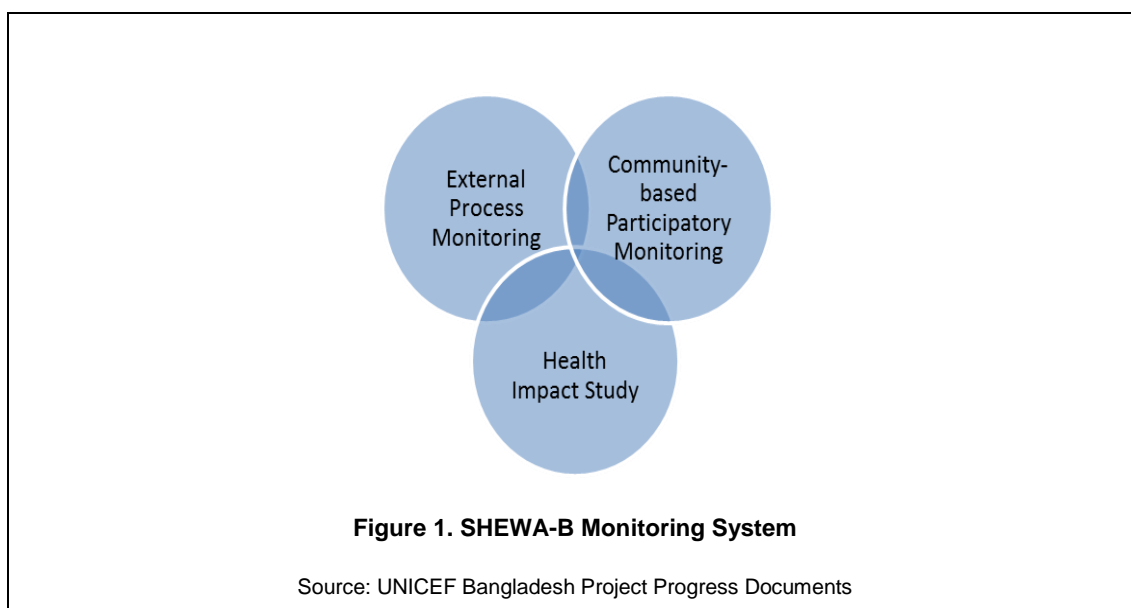 External
Process
Monitoring
Community-
based
Participatory
Monitoring
Health
Impact Study
Figure 1. SHEWA-B Monitoring System
Source: UNICEF Bangladesh Project Progress Documents